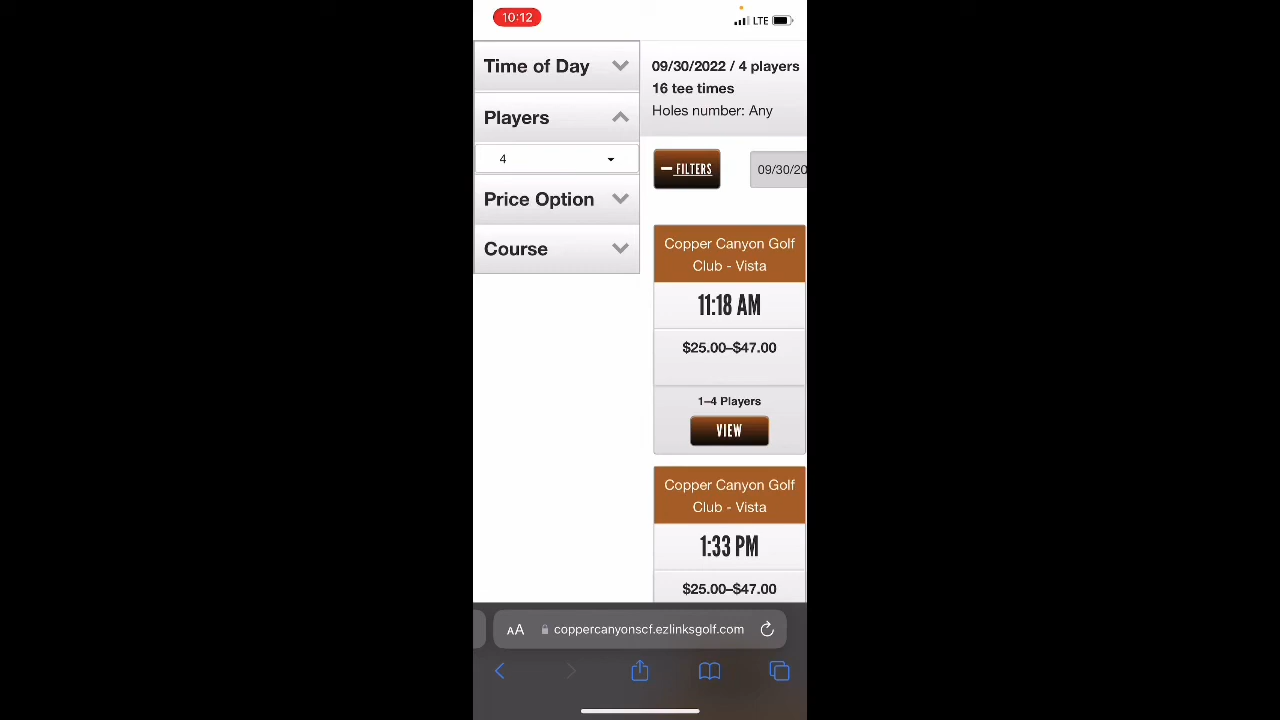 10:12
LTE
Time of Day
Players
4
Price Option
Course
09/30/2022 / 4 players
16 tee times
Holes number: Any
FILTERS
09/30/20
Copper Canyon Golf
Club - Vista
11:18 AM
$25.00–$47.00
1–4 Players
VIEW
Copper Canyon Golf
Club - Vista
1:33 PM
$25.00–$47.00
AA
coppercanyonscf.ezlinksgolf.com